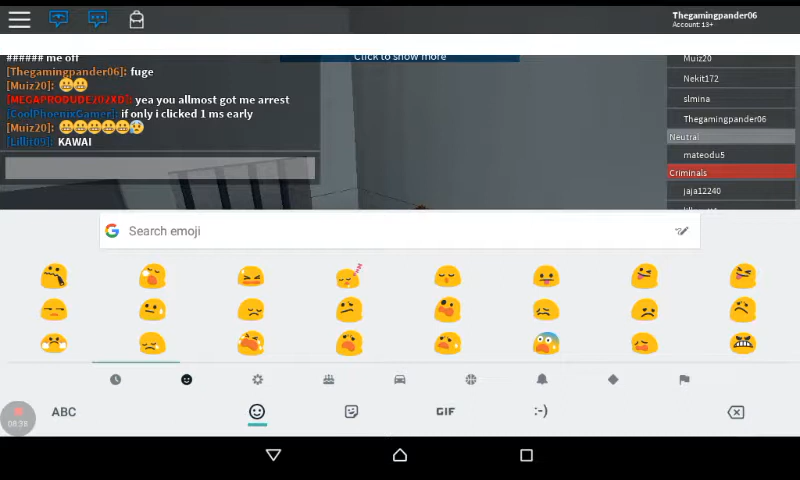 Thegamingpander06
Account: 13+
###### me off
[Thegamingpander06]: fuge
[Muiz20]: 😬😬
[MEGAPRODUDE202XD]: yea you allmost got me arrest
[CoolPhoenixGamer]: if only i clicked 1 ms early
[Muiz20]: 😬😬😬😬😬😰
[Lillit09]: KAWAI
Click to show more
Muiz20
Nekit172
slmina
Thegamingpander06
Neutral
mateodu5
Criminals
jaja12240
Search emoji
ABC
GIF
:-)
08:38